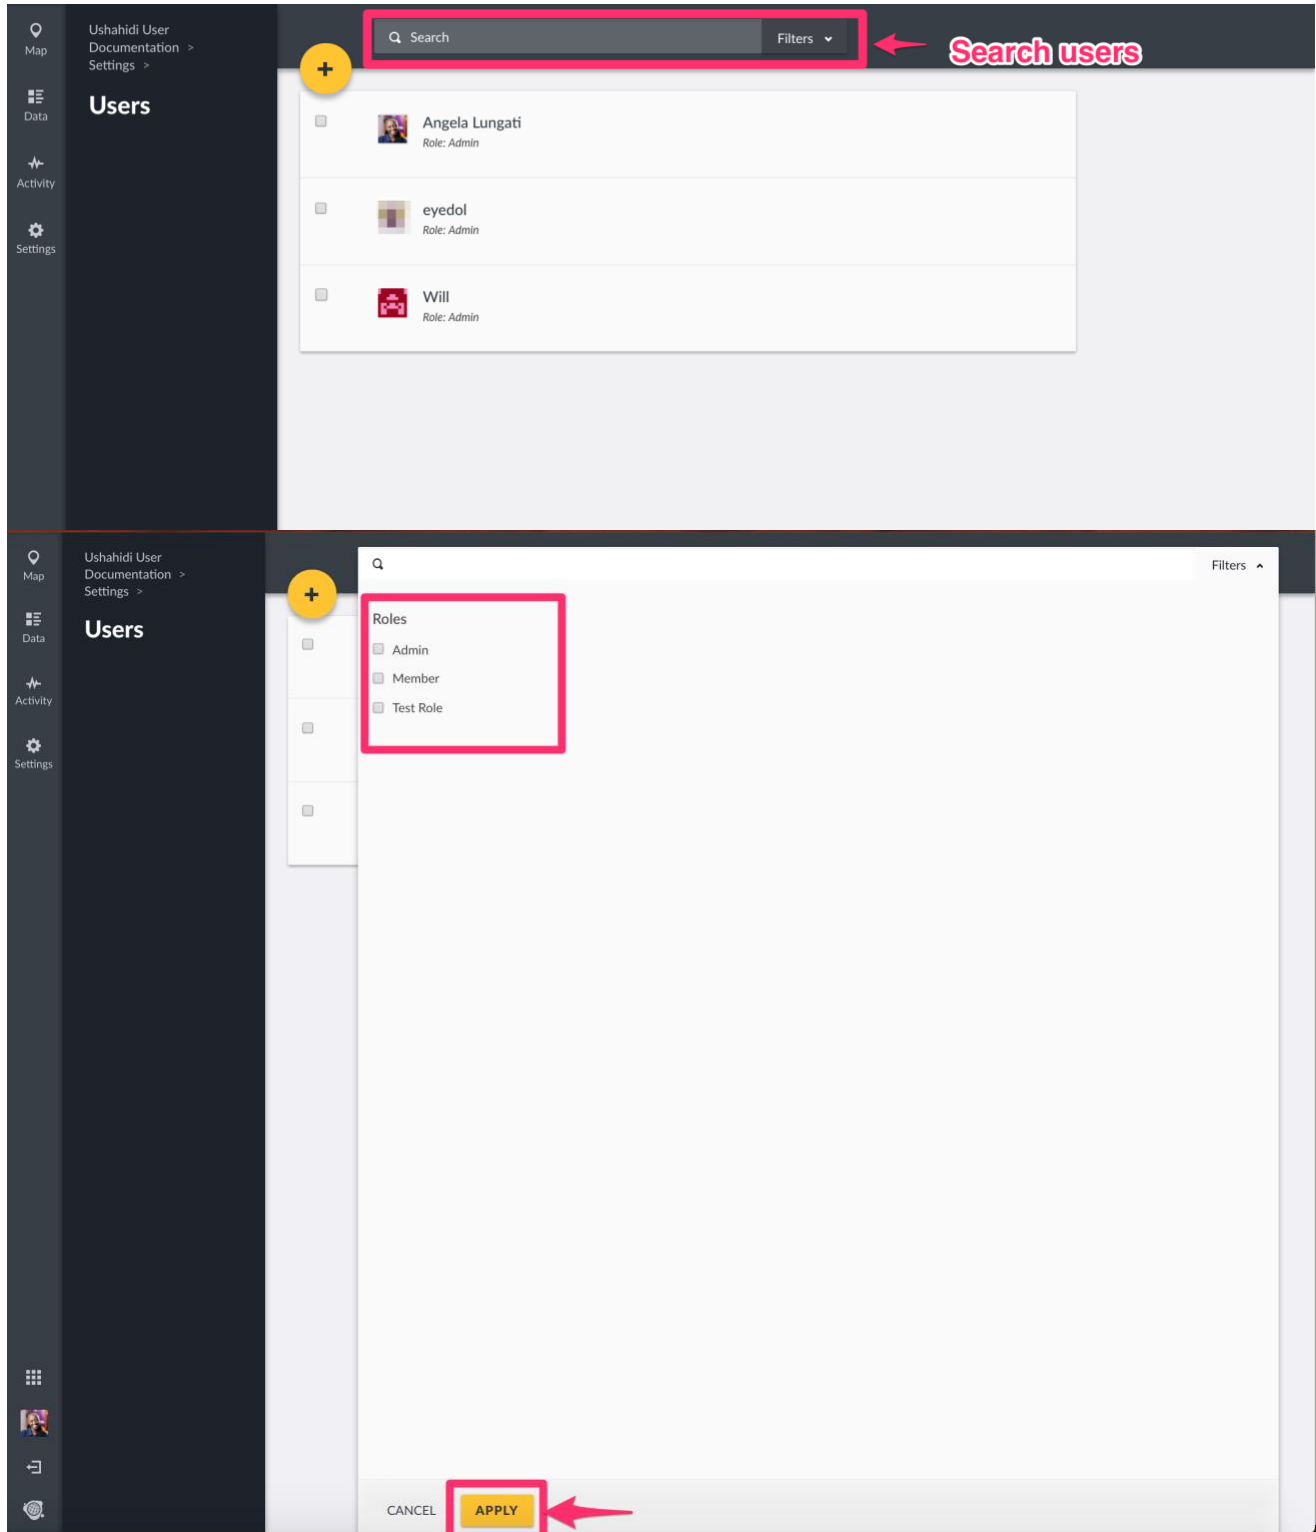 Map
Data
Activity
Settings
Ushahidi User
Documentation >
Settings >
Users
+
Search
Filters
Search users
Angela Lungati
Role: Admin
eyedol
Role: Admin
Will
Role: Admin
Map
Data
Activity
Settings
Ushahidi User
Documentation >
Settings >
Users
+
Filters
Roles
Admin
Member
Test Role
CANCEL
APPLY